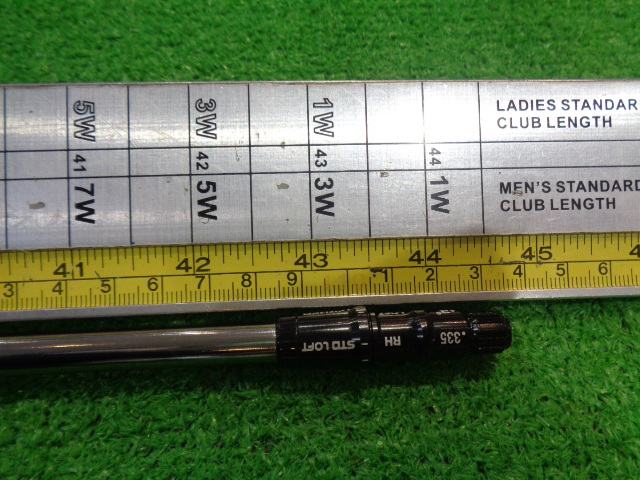 LADIES STANDAR
CLUB LENGTH
5W 3W 1W
41 42 43 44
7W 5W 3W 1W
MEN'S STANDARD
CLUB LENGTH
41 42 43 44 45
3 4 5 6 7 8 9 1 2 3 4 5 6
STD LOFT
RH
.335